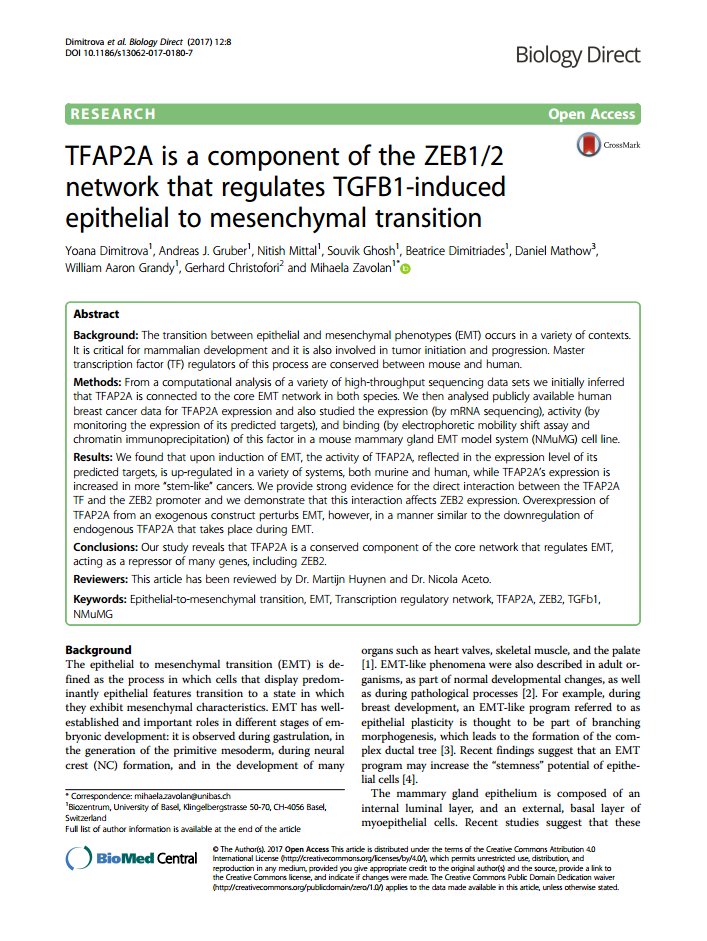 Dimitrova et al. Biology Direct (2017) 12:8
DOI 10.1186/s13062-017-0180-7
Biology Direct
RESEARCH
Open Access
CrossMark
TFAP2A is a component of the ZEB1/2
network that regulates TGFB1-induced
epithelial to mesenchymal transition
Yoana Dimitrova1, Andreas J. Gruber1, Nitish Mittal1, Souvik Ghosh1, Beatrice Dimitriades1, Daniel Mathow3,
William Aaron Grandy1, Gerhard Christofori2 and Mihaela Zavolan1*
Abstract
Background: The transition between epithelial and mesenchymal phenotypes (EMT) occurs in a variety of contexts.
It is critical for mammalian development and it is also involved in tumor initiation and progression. Master
transcription factor (TF) regulators of this process are conserved between mouse and human.
Methods: From a computational analysis of a variety of high-throughput sequencing data sets we initially inferred
that TFAP2A is connected to the core EMT network in both species. We then analysed publicly available human
breast cancer data for TFAP2A expression and also studied the expression (by mRNA sequencing), activity (by
monitoring the expression of its predicted targets), and binding (by electrophoretic mobility shift assay and
chromatin immunoprecipitation) of this factor in a mouse mammary gland EMT model system (NMuMG) cell line.
Results: We found that upon induction of EMT, the activity of TFAP2A, reflected in the expression level of its
predicted targets, is up-regulated in a variety of systems, both murine and human, while TFAP2A's expression is
increased in more "stem-like" cancers. We provide strong evidence for the direct interaction between the TFAP2A
TF and the ZEB2 promoter and we demonstrate that this interaction affects ZEB2 expression. Overexpression of
TFAP2A from an exogenous construct perturbs EMT, however, in a manner similar to the downregulation of
endogenous TFAP2A that takes place during EMT.
Conclusions: Our study reveals that TFAP2A is a conserved component of the core network that regulates EMT,
acting as a repressor of many genes, including ZEB2.
Reviewers: This article has been reviewed by Dr. Martijn Huynen and Dr. Nicola Aceto.
Keywords: Epithelial-to-mesenchymal transition, EMT, Transcription regulatory network, TFAP2A, ZEB2, TGFb1,
NMuMG
Background
The epithelial to mesenchymal transition (EMT) is de-
fined as the process in which cells that display predom-
inantly epithelial features transition to a state in which
they exhibit mesenchymal characteristics. EMT has well-
established and important roles in different stages of em-
bryonic development: it is observed during gastrulation, in
the generation of the primitive mesoderm, during neural
crest (NC) formation, and in the development of many
organs such as heart valves, skeletal muscle, and the palate
[1]. EMT-like phenomena were also described in adult or-
ganisms, as part of normal developmental changes, as well
as during pathological processes [2]. For example, during
breast development, an EMT-like program referred to as
epithelial plasticity is thought to be part of branching
morphogenesis, which leads to the formation of the com-
plex ductal tree [3]. Recent findings suggest that an EMT
program may increase the "stemness" potential of epithe-
lial cells [4].
The mammary gland epithelium is composed of an
internal luminal layer, and an external, basal layer of
myoepithelial cells. Recent studies suggest that these
* Correspondence: mihaela.zavolan@unibas.ch
1Biozentrum, University of Basel, Klingelbergstrasse 50-70, CH-4056 Basel,
Switzerland
Full list of author information is available at the end of the article
BioMed Central
© The Author(s). 2017 Open Access This article is distributed under the terms of the Creative Commons Attribution 4.0
International License (http://creativecommons.org/licenses/by/4.0/), which permits unrestricted use, distribution, and
reproduction in any medium, provided you give appropriate credit to the original author(s) and the source, provide a link to
the Creative Commons license, and indicate if changes were made. The Creative Commons Public Domain Dedication waiver
(http://creativecommons.org/publicdomain/zero/1.0/) applies to the data made available in this article, unless otherwise stated.